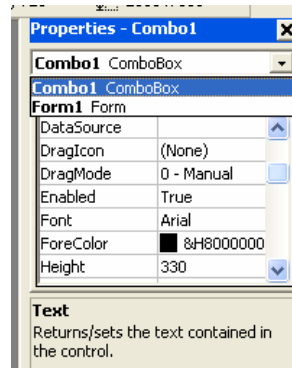 Properties - Combo1
Combo1 ComboBox
Combo1 ComboBox
Form1 Form
DataSource
DragIcon (None)
DragMode 0 - Manual
Enabled True
Font Arial
ForeColor &H8000000
Height 330
Text
Returns/sets the text contained in
the control.